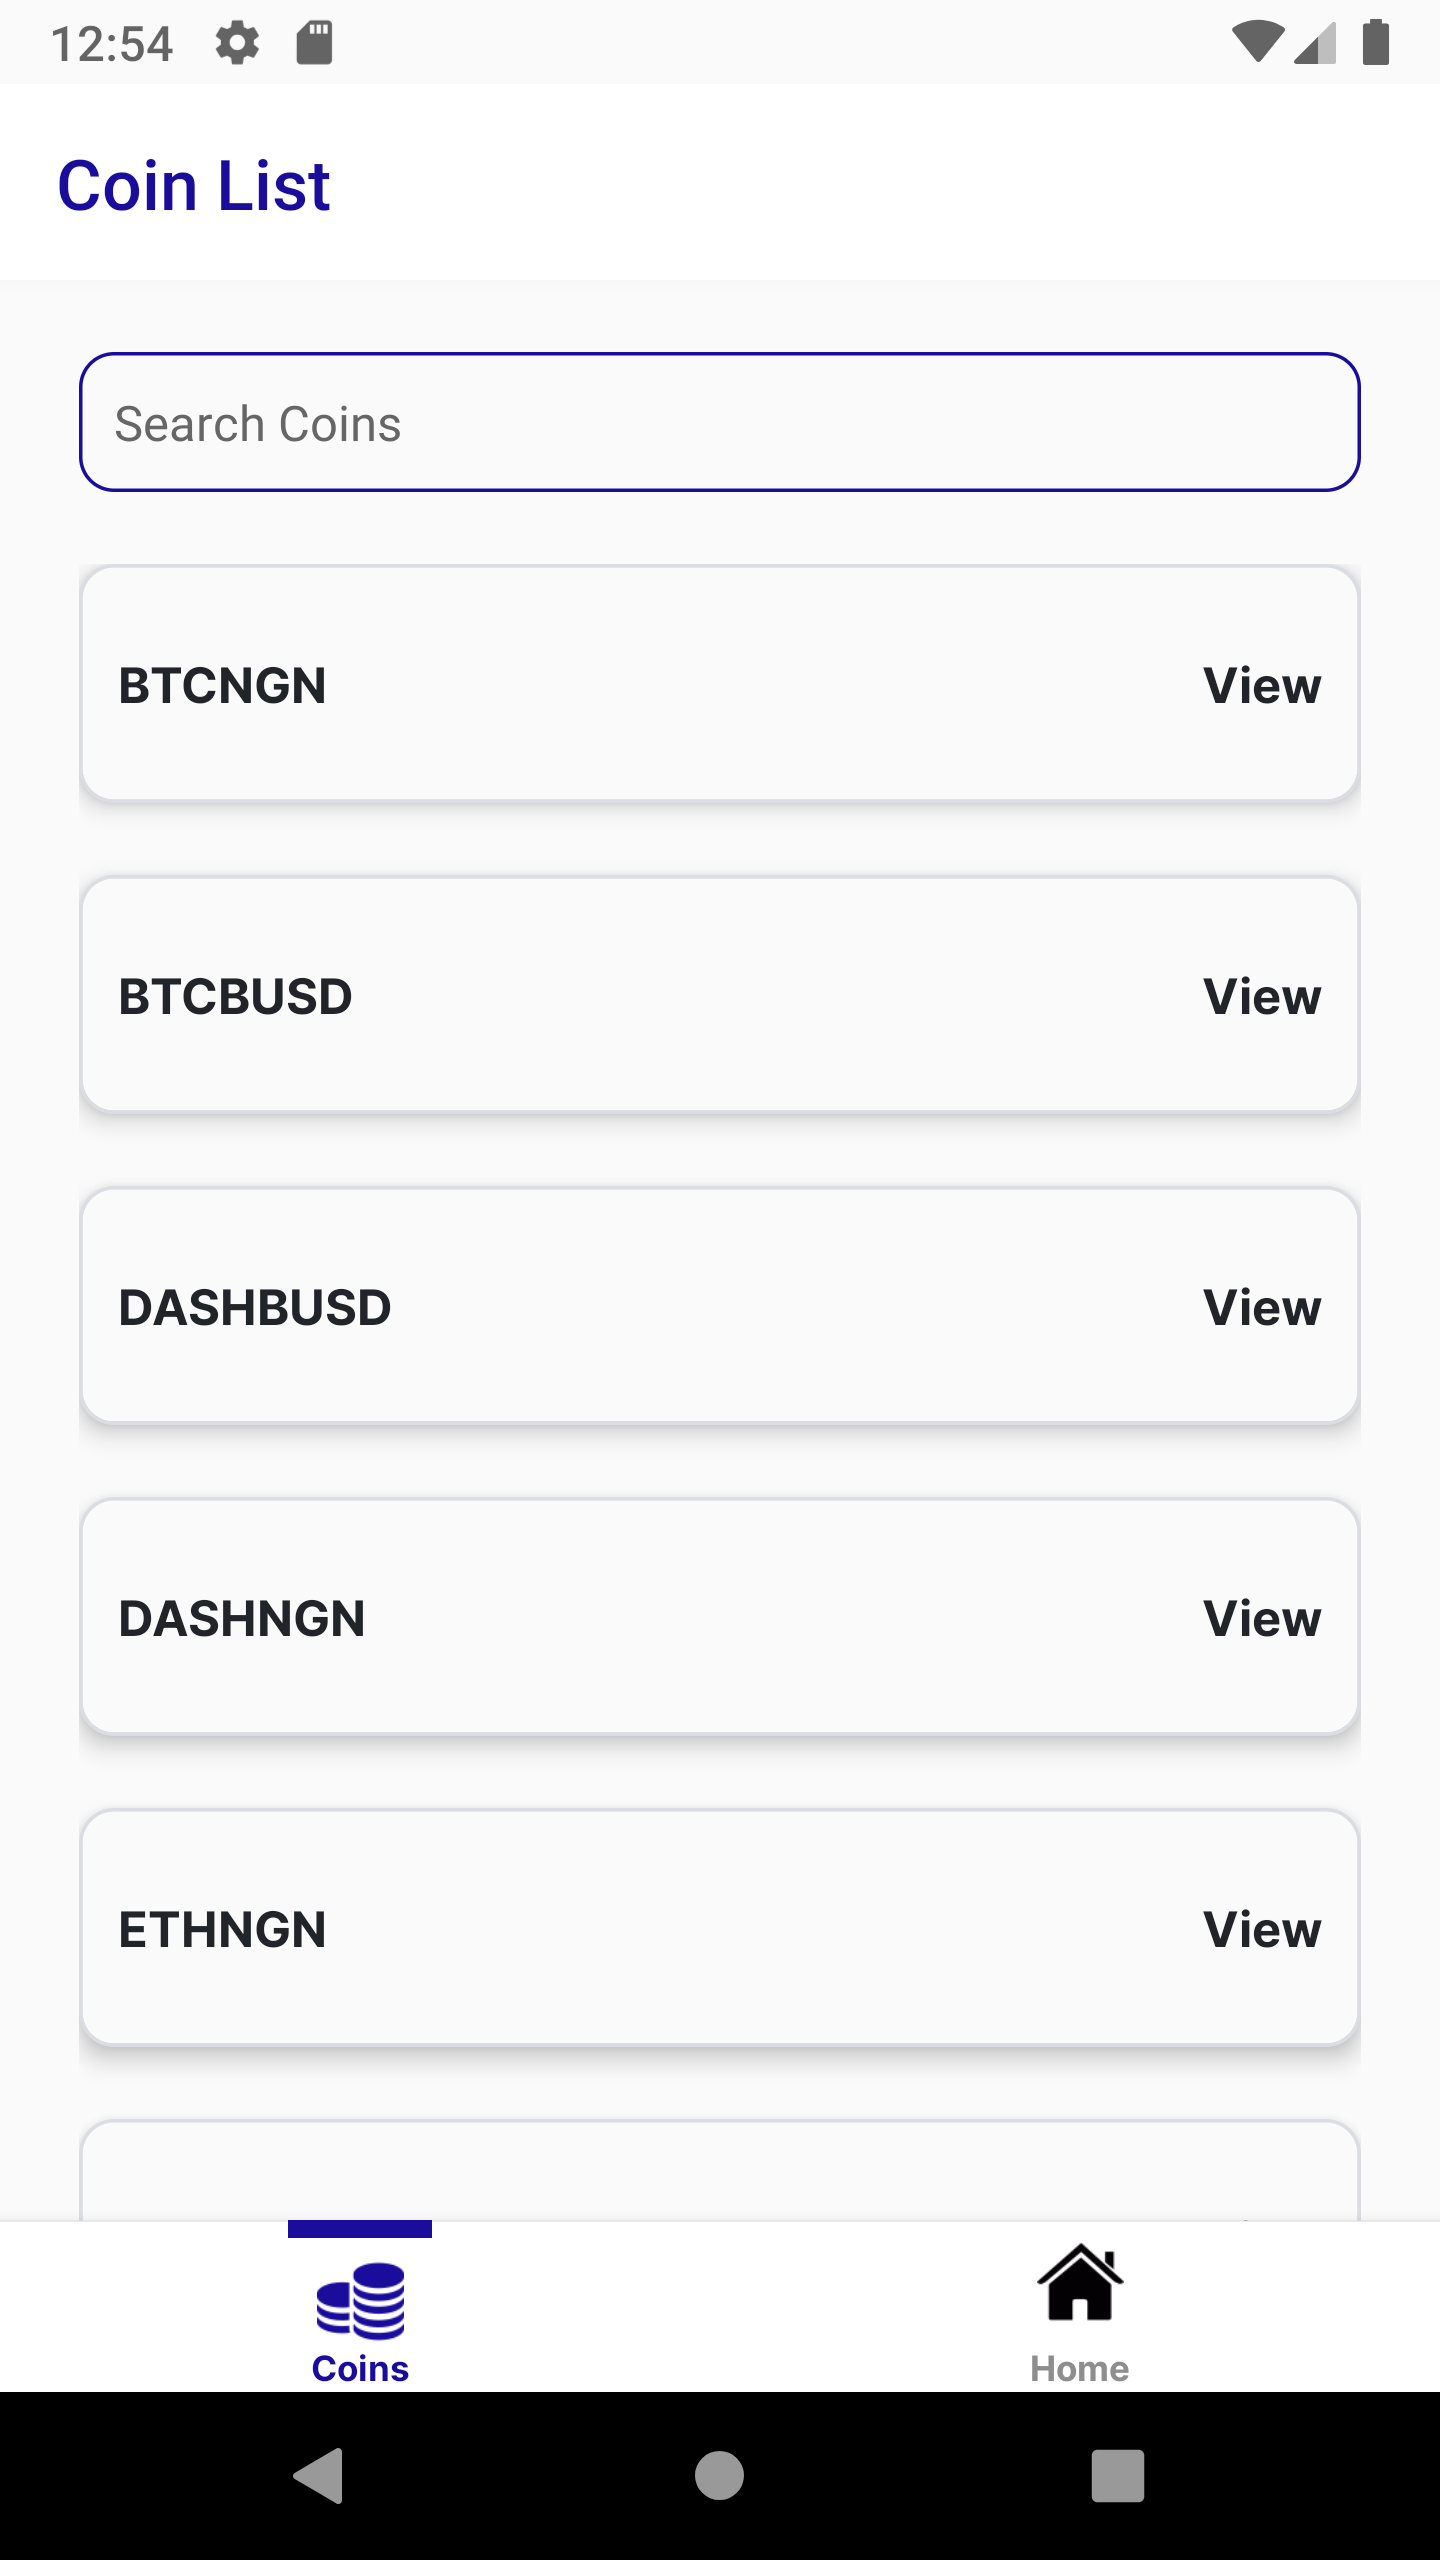 12:54
Coin List
Search Coins
BTCNGN View
BTCBUSD View
DASHBUSD View
DASHNGN View
ETHNGN View
Coins Home